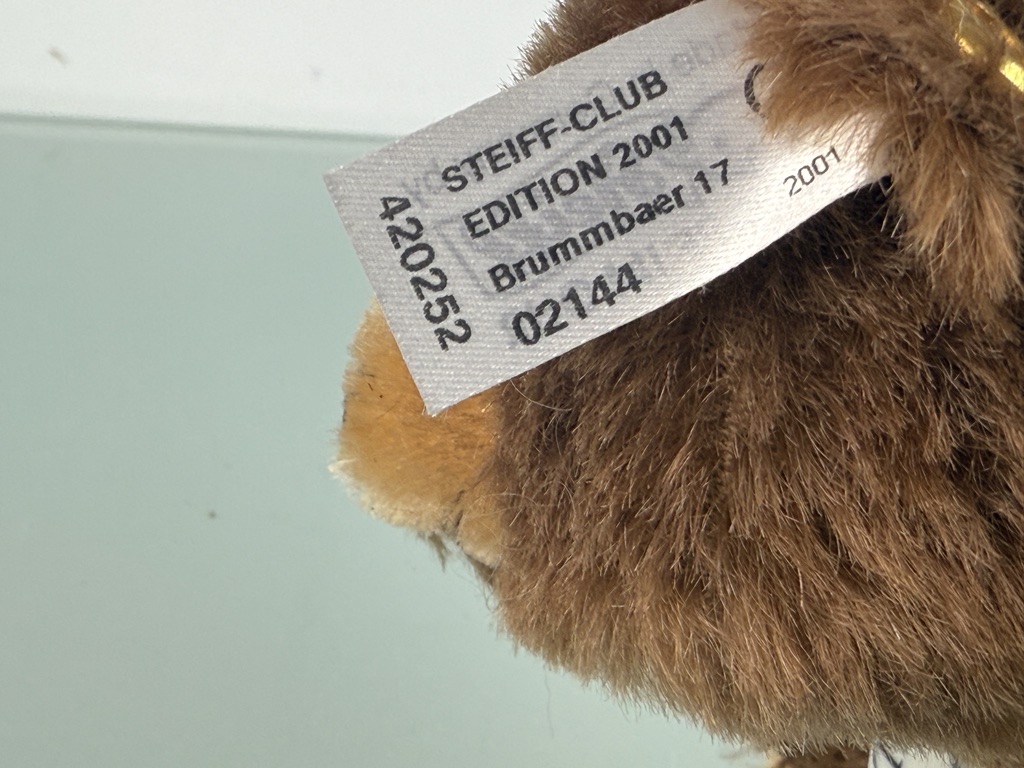 STEIFF-CLUB
EDITION 2001
Brummbaer 17
02144
420252
2001